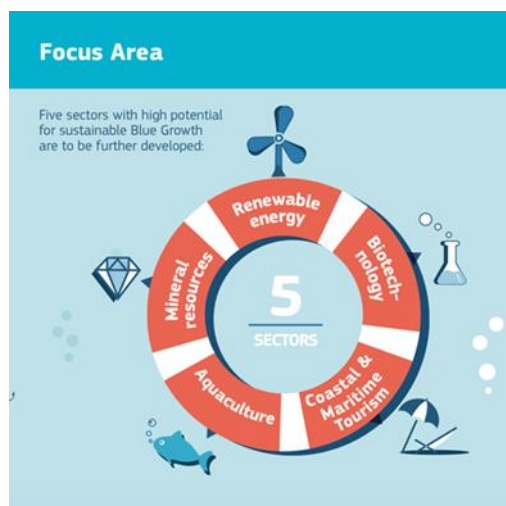 Focus Area
Five sectors with high potential
for sustainable Blue Growth
are to be further developed:
Renewable
energy
Biotech-
nology
Coastal &
Maritime
Tourism
Aquaculture
Mineral
resources
5
SECTORS